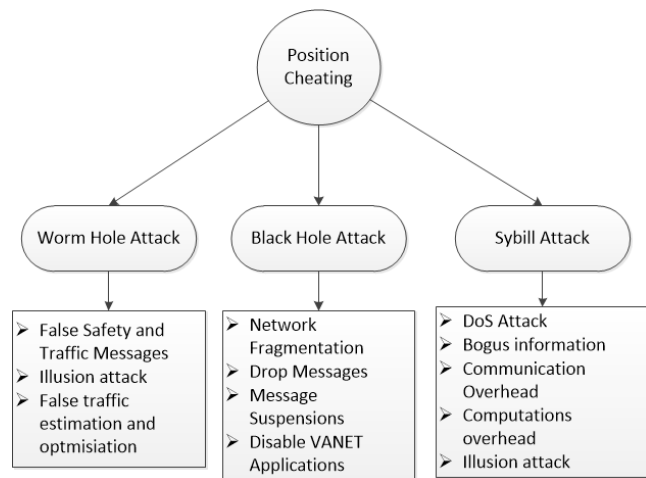 Position
Cheating
Worm Hole Attack
Black Hole Attack
Sybill Attack
➢ False Safety and
Traffic Messages
➢ Illusion attack
➢ False traffic
estimation and
optmisiation
➢ Network
Fragmentation
➢ Drop Messages
➢ Message
Suspensions
➢ Disable VANET
Applications
➢ DoS Attack
➢ Bogus information
➢ Communication
Overhead
➢ Computations
overhead
➢ Illusion attack